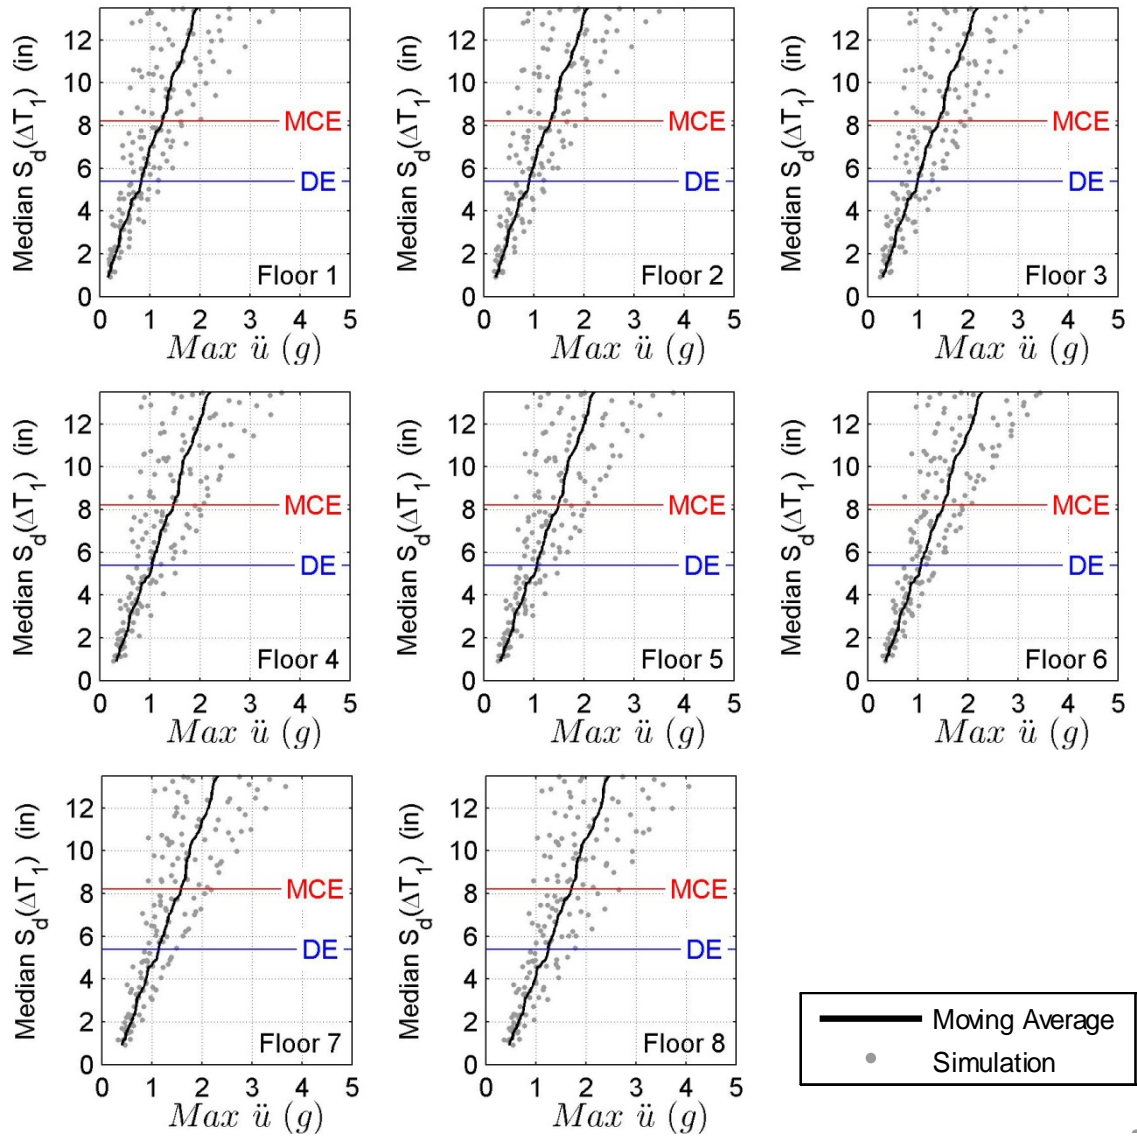 12
10
8
6
4
2
0
Median S_d(ΔT_1) (in)
MCE
DE
Floor 1
0 1 2 3 4 5
Max ü (g)
12
10
8
6
4
2
0
Median S_d(ΔT_1) (in)
MCE
DE
Floor 2
0 1 2 3 4 5
Max ü (g)
12
10
8
6
4
2
0
Median S_d(ΔT_1) (in)
MCE
DE
Floor 3
0 1 2 3 4 5
Max ü (g)
12
10
8
6
4
2
0
Median S_d(ΔT_1) (in)
MCE
DE
Floor 4
0 1 2 3 4 5
Max ü (g)
12
10
8
6
4
2
0
Median S_d(ΔT_1) (in)
MCE
DE
Floor 5
0 1 2 3 4 5
Max ü (g)
12
10
8
6
4
2
0
Median S_d(ΔT_1) (in)
MCE
DE
Floor 6
0 1 2 3 4 5
Max ü (g)
12
10
8
6
4
2
0
Median S_d(ΔT_1) (in)
MCE
DE
Floor 7
0 1 2 3 4 5
Max ü (g)
12
10
8
6
4
2
0
Median S_d(ΔT_1) (in)
MCE
DE
Floor 8
0 1 2 3 4 5
Max ü (g)
Moving Average
Simulation